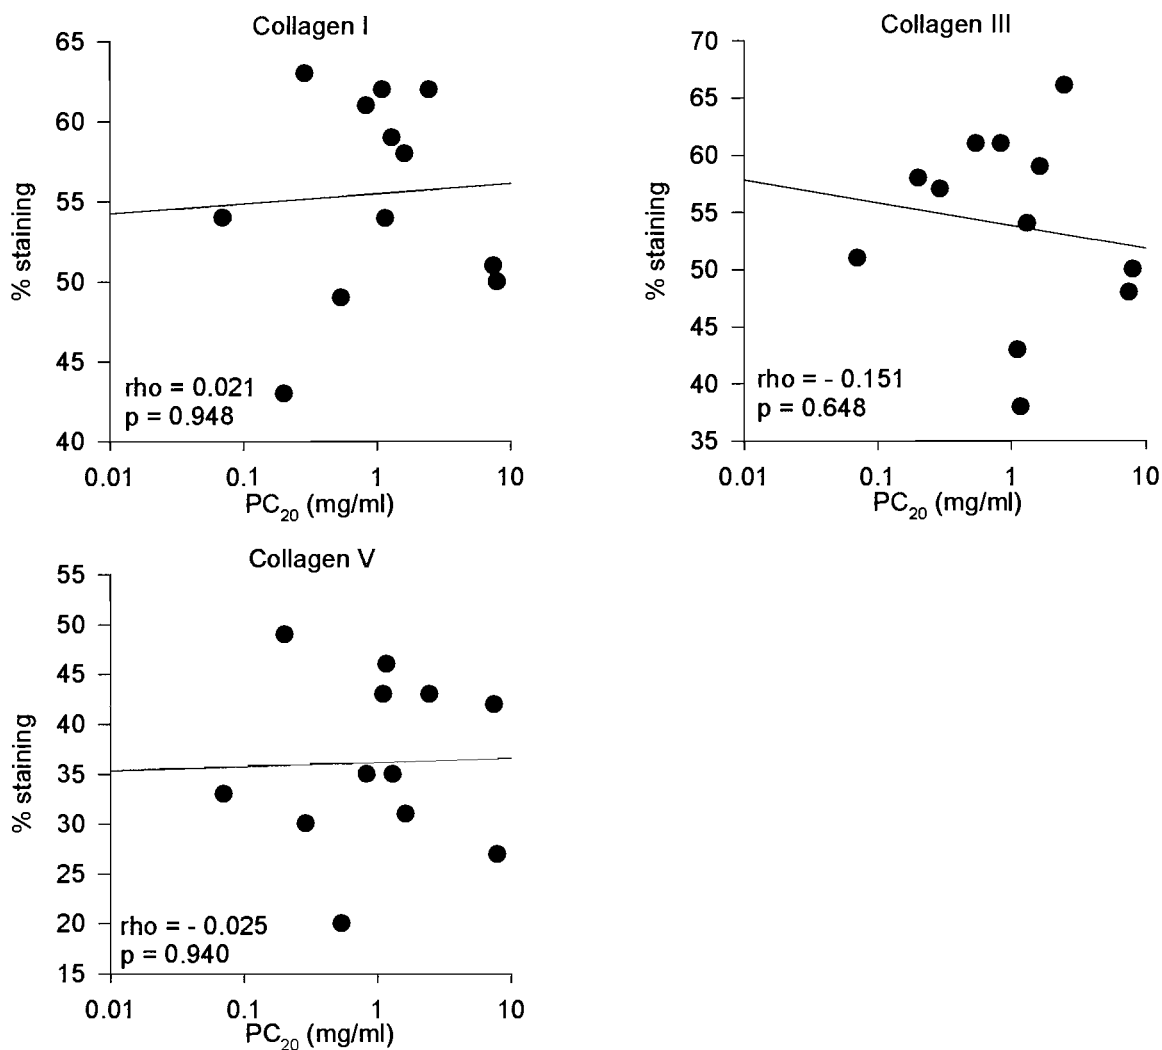 Collagen I
65
60
55
50
45
40
% staining
rho = 0.021
p = 0.948
0.01 0.1 1 10
PC20 (mg/ml)
Collagen III
70
65
60
55
50
45
40
35
% staining
rho = - 0.151
p = 0.648
0.01 0.1 1 10
PC20 (mg/ml)
Collagen V
55
50
45
40
35
30
25
20
15
% staining
rho = - 0.025
p = 0.940
0.01 0.1 1 10
PC20 (mg/ml)